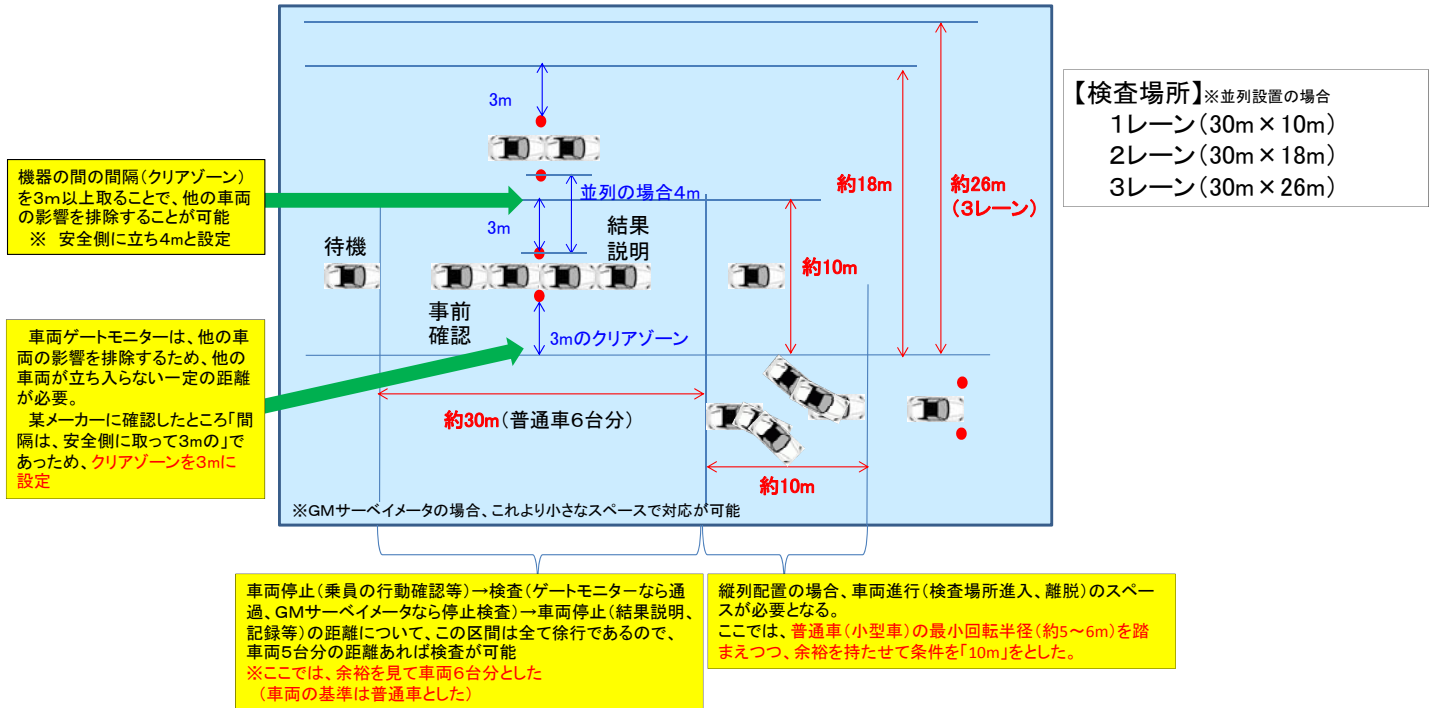 3m
約18m
約26m
(3レーン)
並列の場合4m
3m
結果
説明
待機
約10m
事前
確認
3mのクリアゾーン
約30m(普通車6台分)
約10m
※GMサーベイメータの場合、これより小さなスペースで対応が可能
【検査場所】※並列設置の場合
1レーン(30m×10m)
2レーン(30m×18m)
3レーン(30m×26m)
機器の間の間隔(クリアゾーン)
を3m以上取ることで、他の車両
の影響を排除することが可能
※ 安全側に立ち4mと設定
車両ゲートモニターは、他の車
両の影響を排除するため、他の
車両が立ち入らない一定の距離
が必要。
某メーカーに確認したところ「間
隔は、安全側に取って3mの」で
あっため、クリアゾーンを3mに
設定
車両停止(乗員の行動確認等)→検査(ゲートモニターなら通
過、GMサーベイメータなら停止検査)→車両停止(結果説明、
記録等)の距離について、この区間は全て徐行であるので、
車両5台分の距離あれば検査が可能
※ここでは、余裕を見て車両6台分とした
(車両の基準は普通車とした)
縦列配置の場合、車両進行(検査場所進入、離脱)のスペー
スが必要となる。
ここでは、普通車(小型車)の最小回転半径(約5~6m)を踏
まえつつ、余裕を持たせて条件を「10m」をとした。